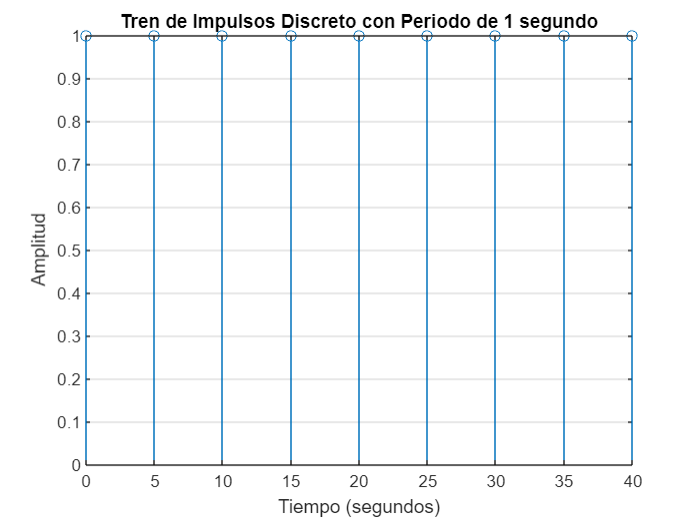 Tren de Impulsos Discreto con Periodo de 1 segundo
1
0.9
0.8
0.7
0.6
0.5
0.4
0.3
0.2
0.1
0
Amplitud
0 5 10 15 20 25 30 35 40
Tiempo (segundos)